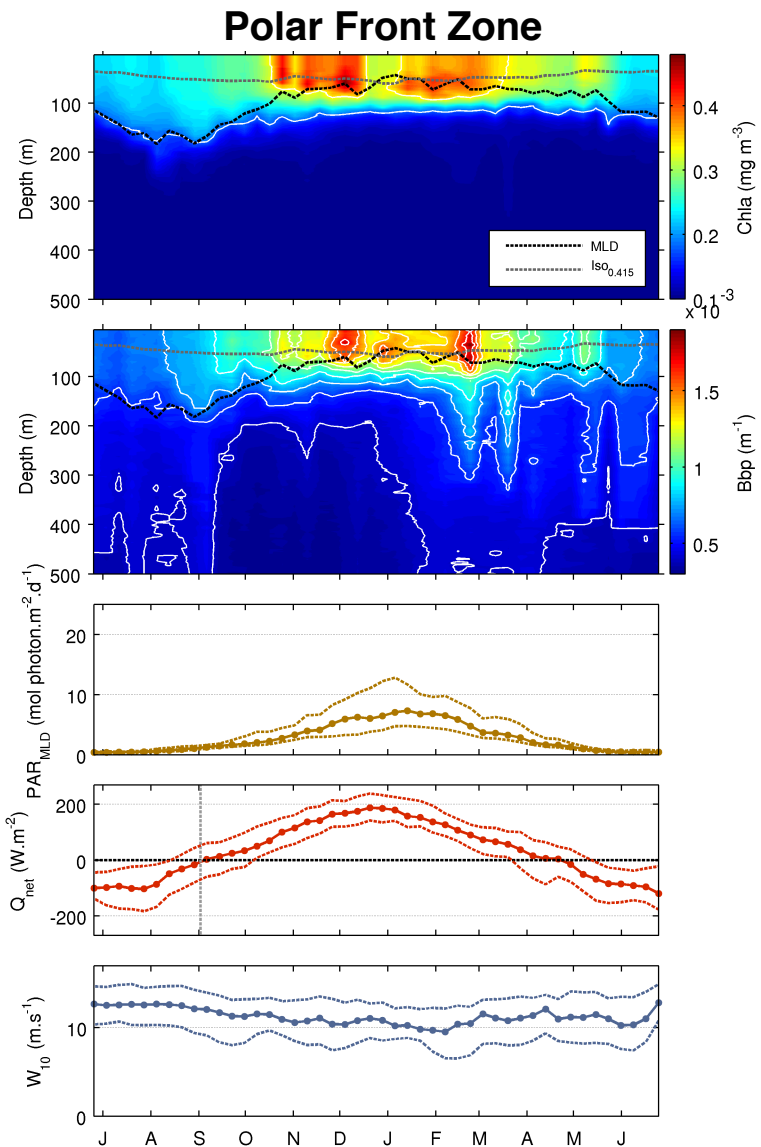 Polar Front Zone
100
200
300
400
500
Depth (m)
MLD
Iso0.415
0.4
0.3
0.2
0.1
Chla (mg m-3)
x 10-3
100
200
300
400
500
Depth (m)
1.5
1
0.5
Bbp (m-1)
20
10
0
PARMLD (mol photon.m-2.d-1)
200
0
-200
Qnet (W.m-2)
10
0
W10 (m.s-1)
J A S O N D J F M A M J